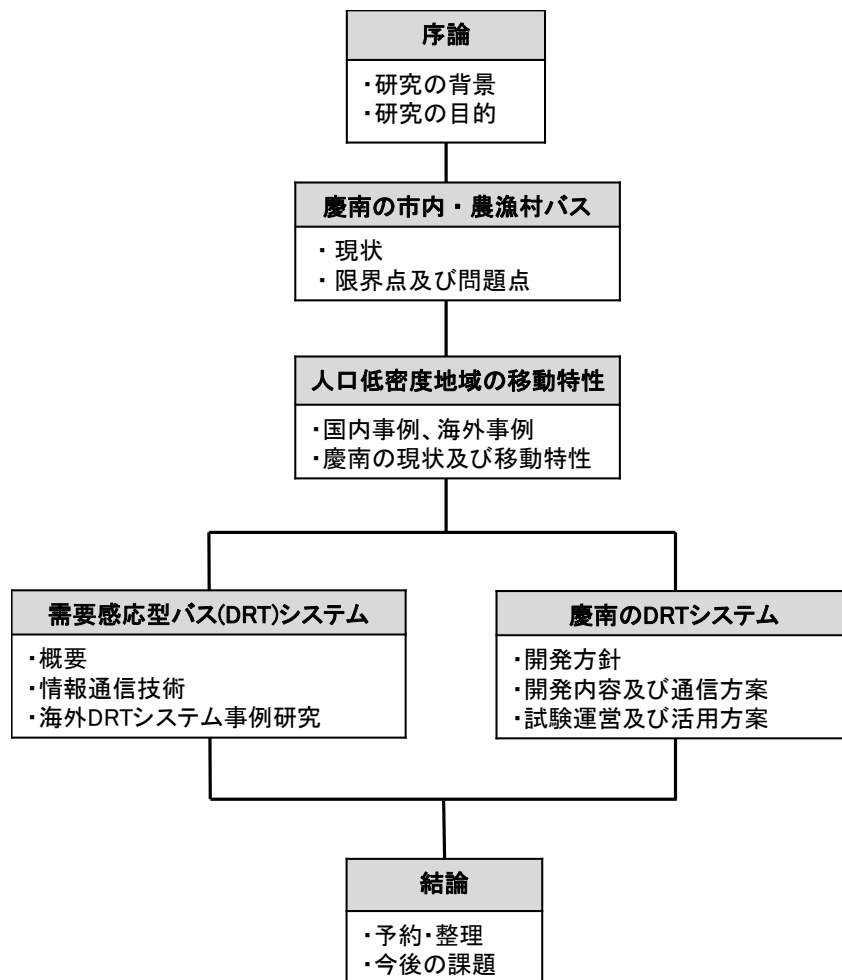 序論
・研究の背景
・研究の目的
慶南の市内・農漁村バス
・ 現状
・ 限界点及び問題点
人口低密度地域の移動特性
・国内事例、海外事例
・慶南の現状及び移動特性
需要感応型バス(DRT)システム
・概要
・情報通信技術
・海外DRTシステム事例研究
慶南のDRTシステム
・開発方針
・開発内容及び通信方案
・試験運営及び活用方案
結論
・予約・整理
・今後の課題